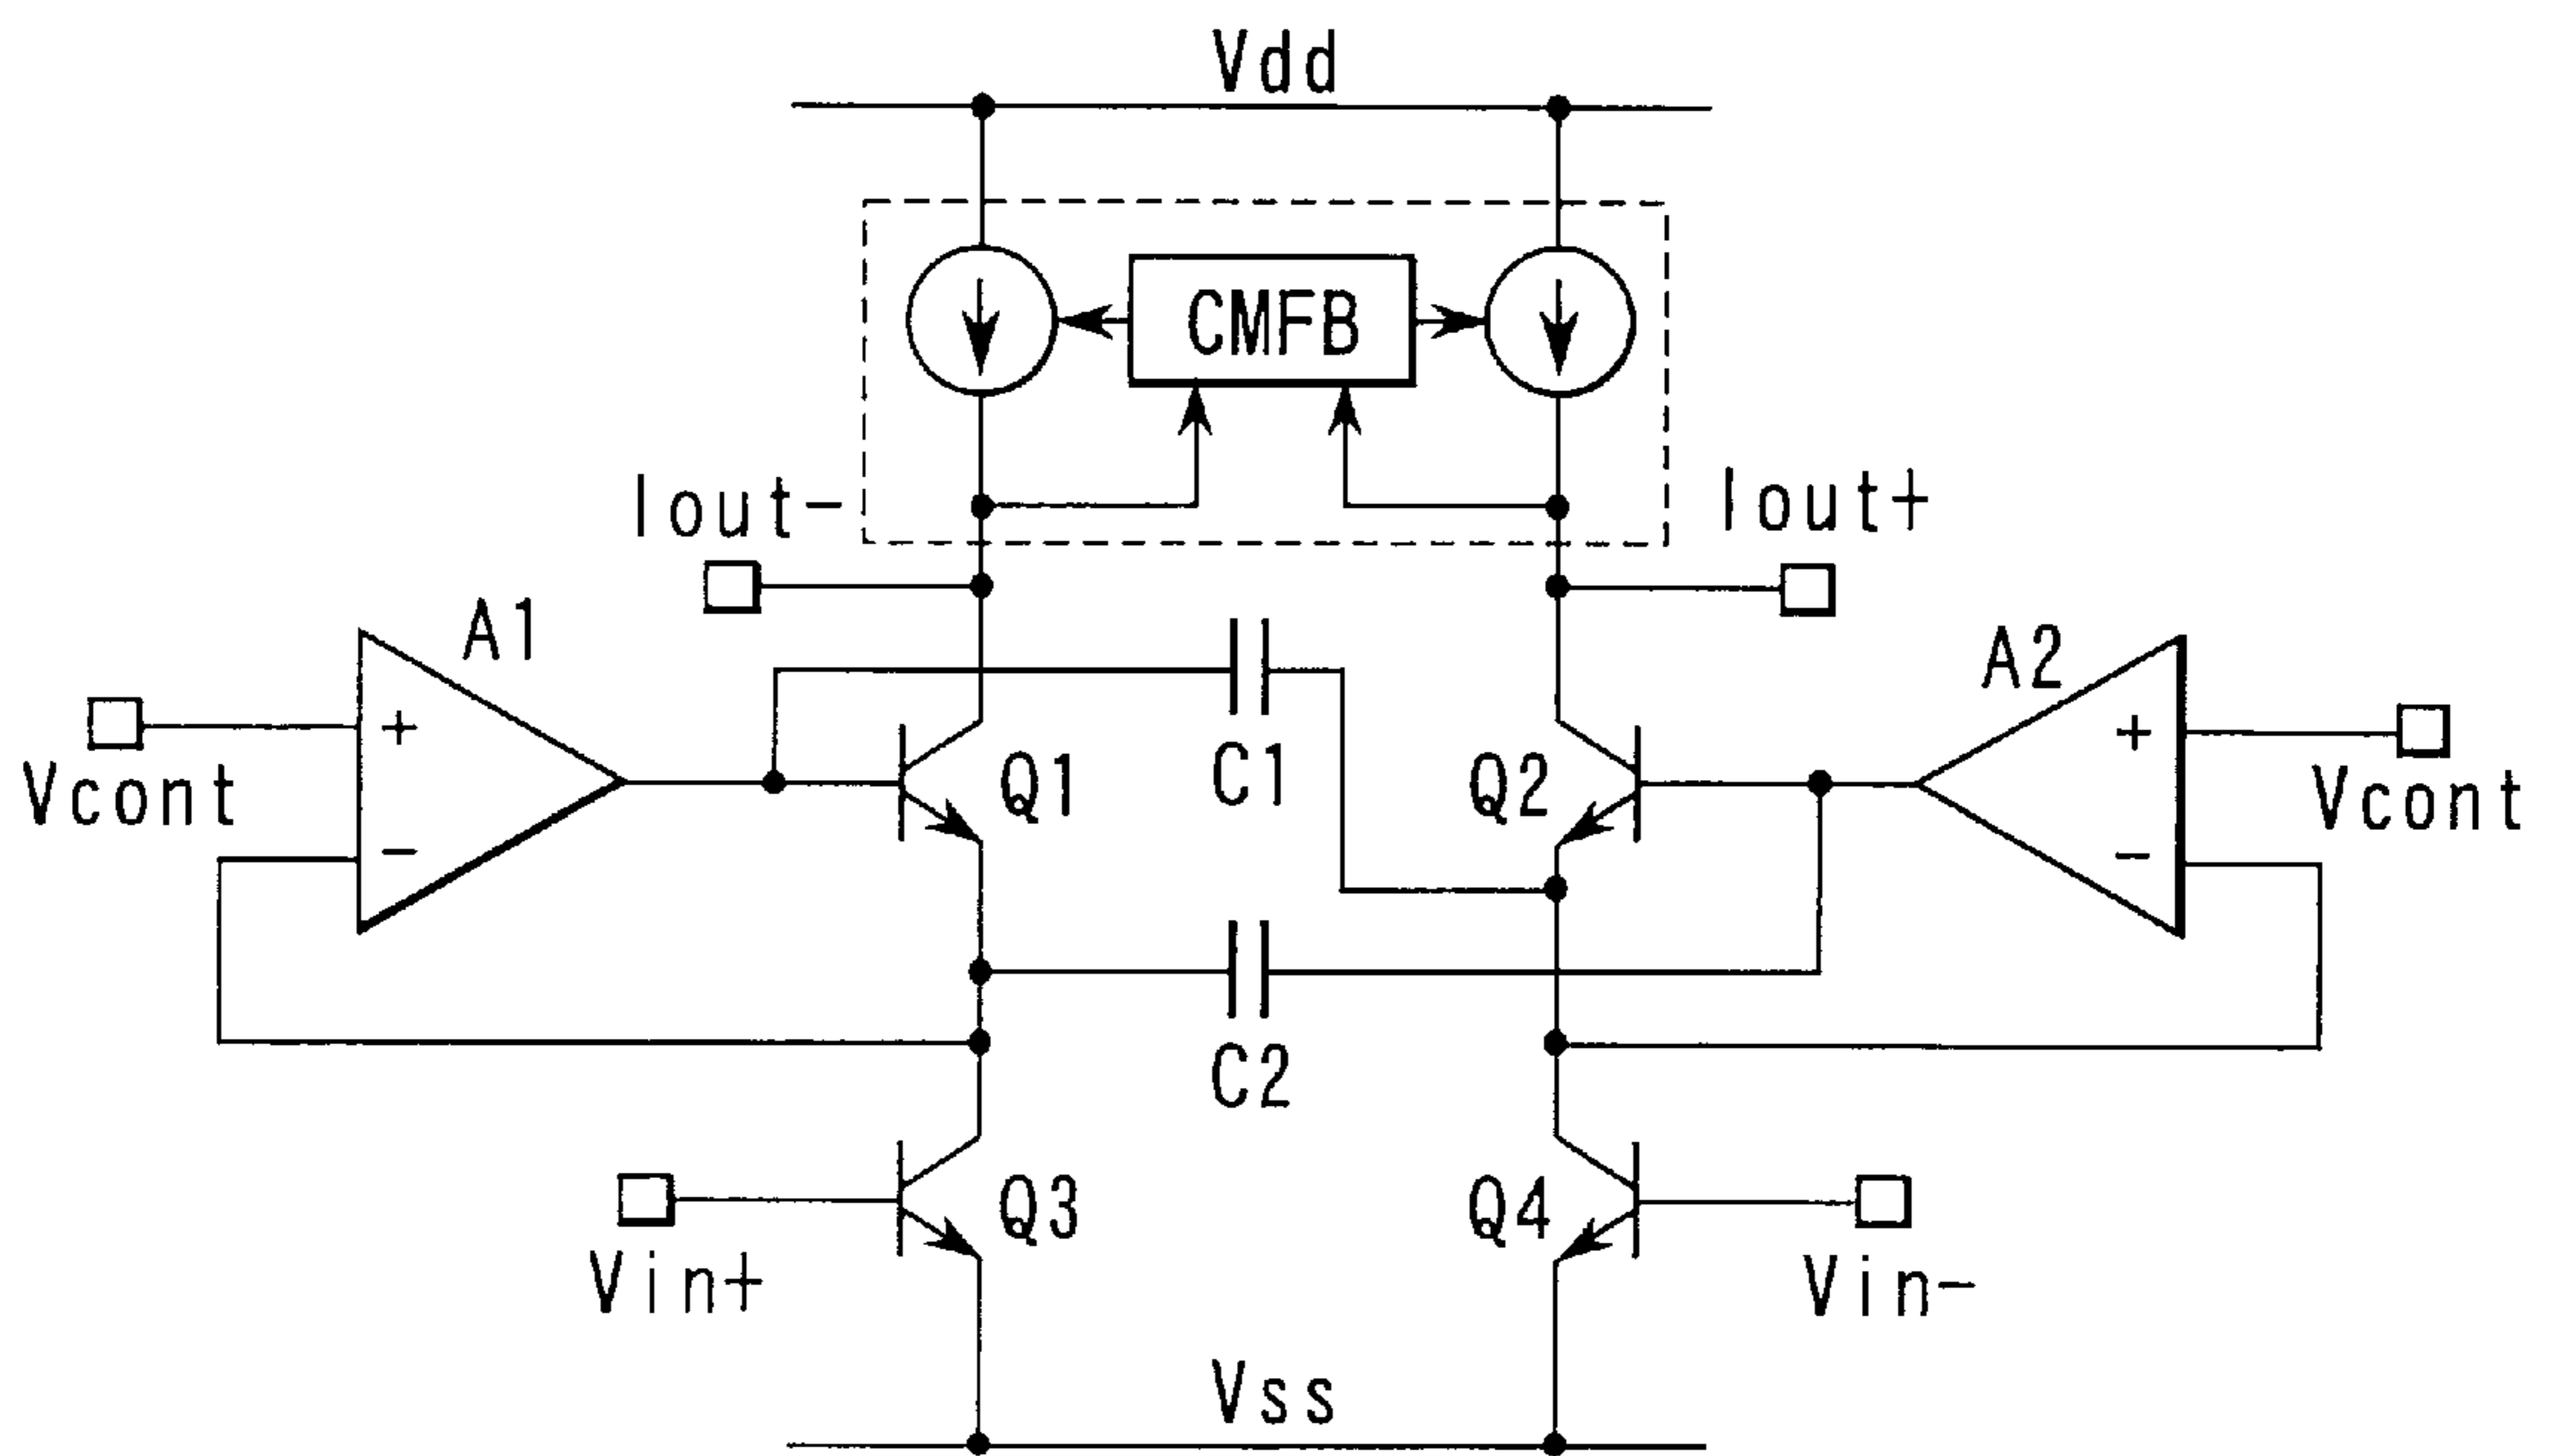 Vdd
CMFB
Iout-
Iout+
A1
A2
+
+
Vcont
Q1
C1
Q2
Vcont
-
-
C2
Q3
Q4
Vin+
Vin-
Vss